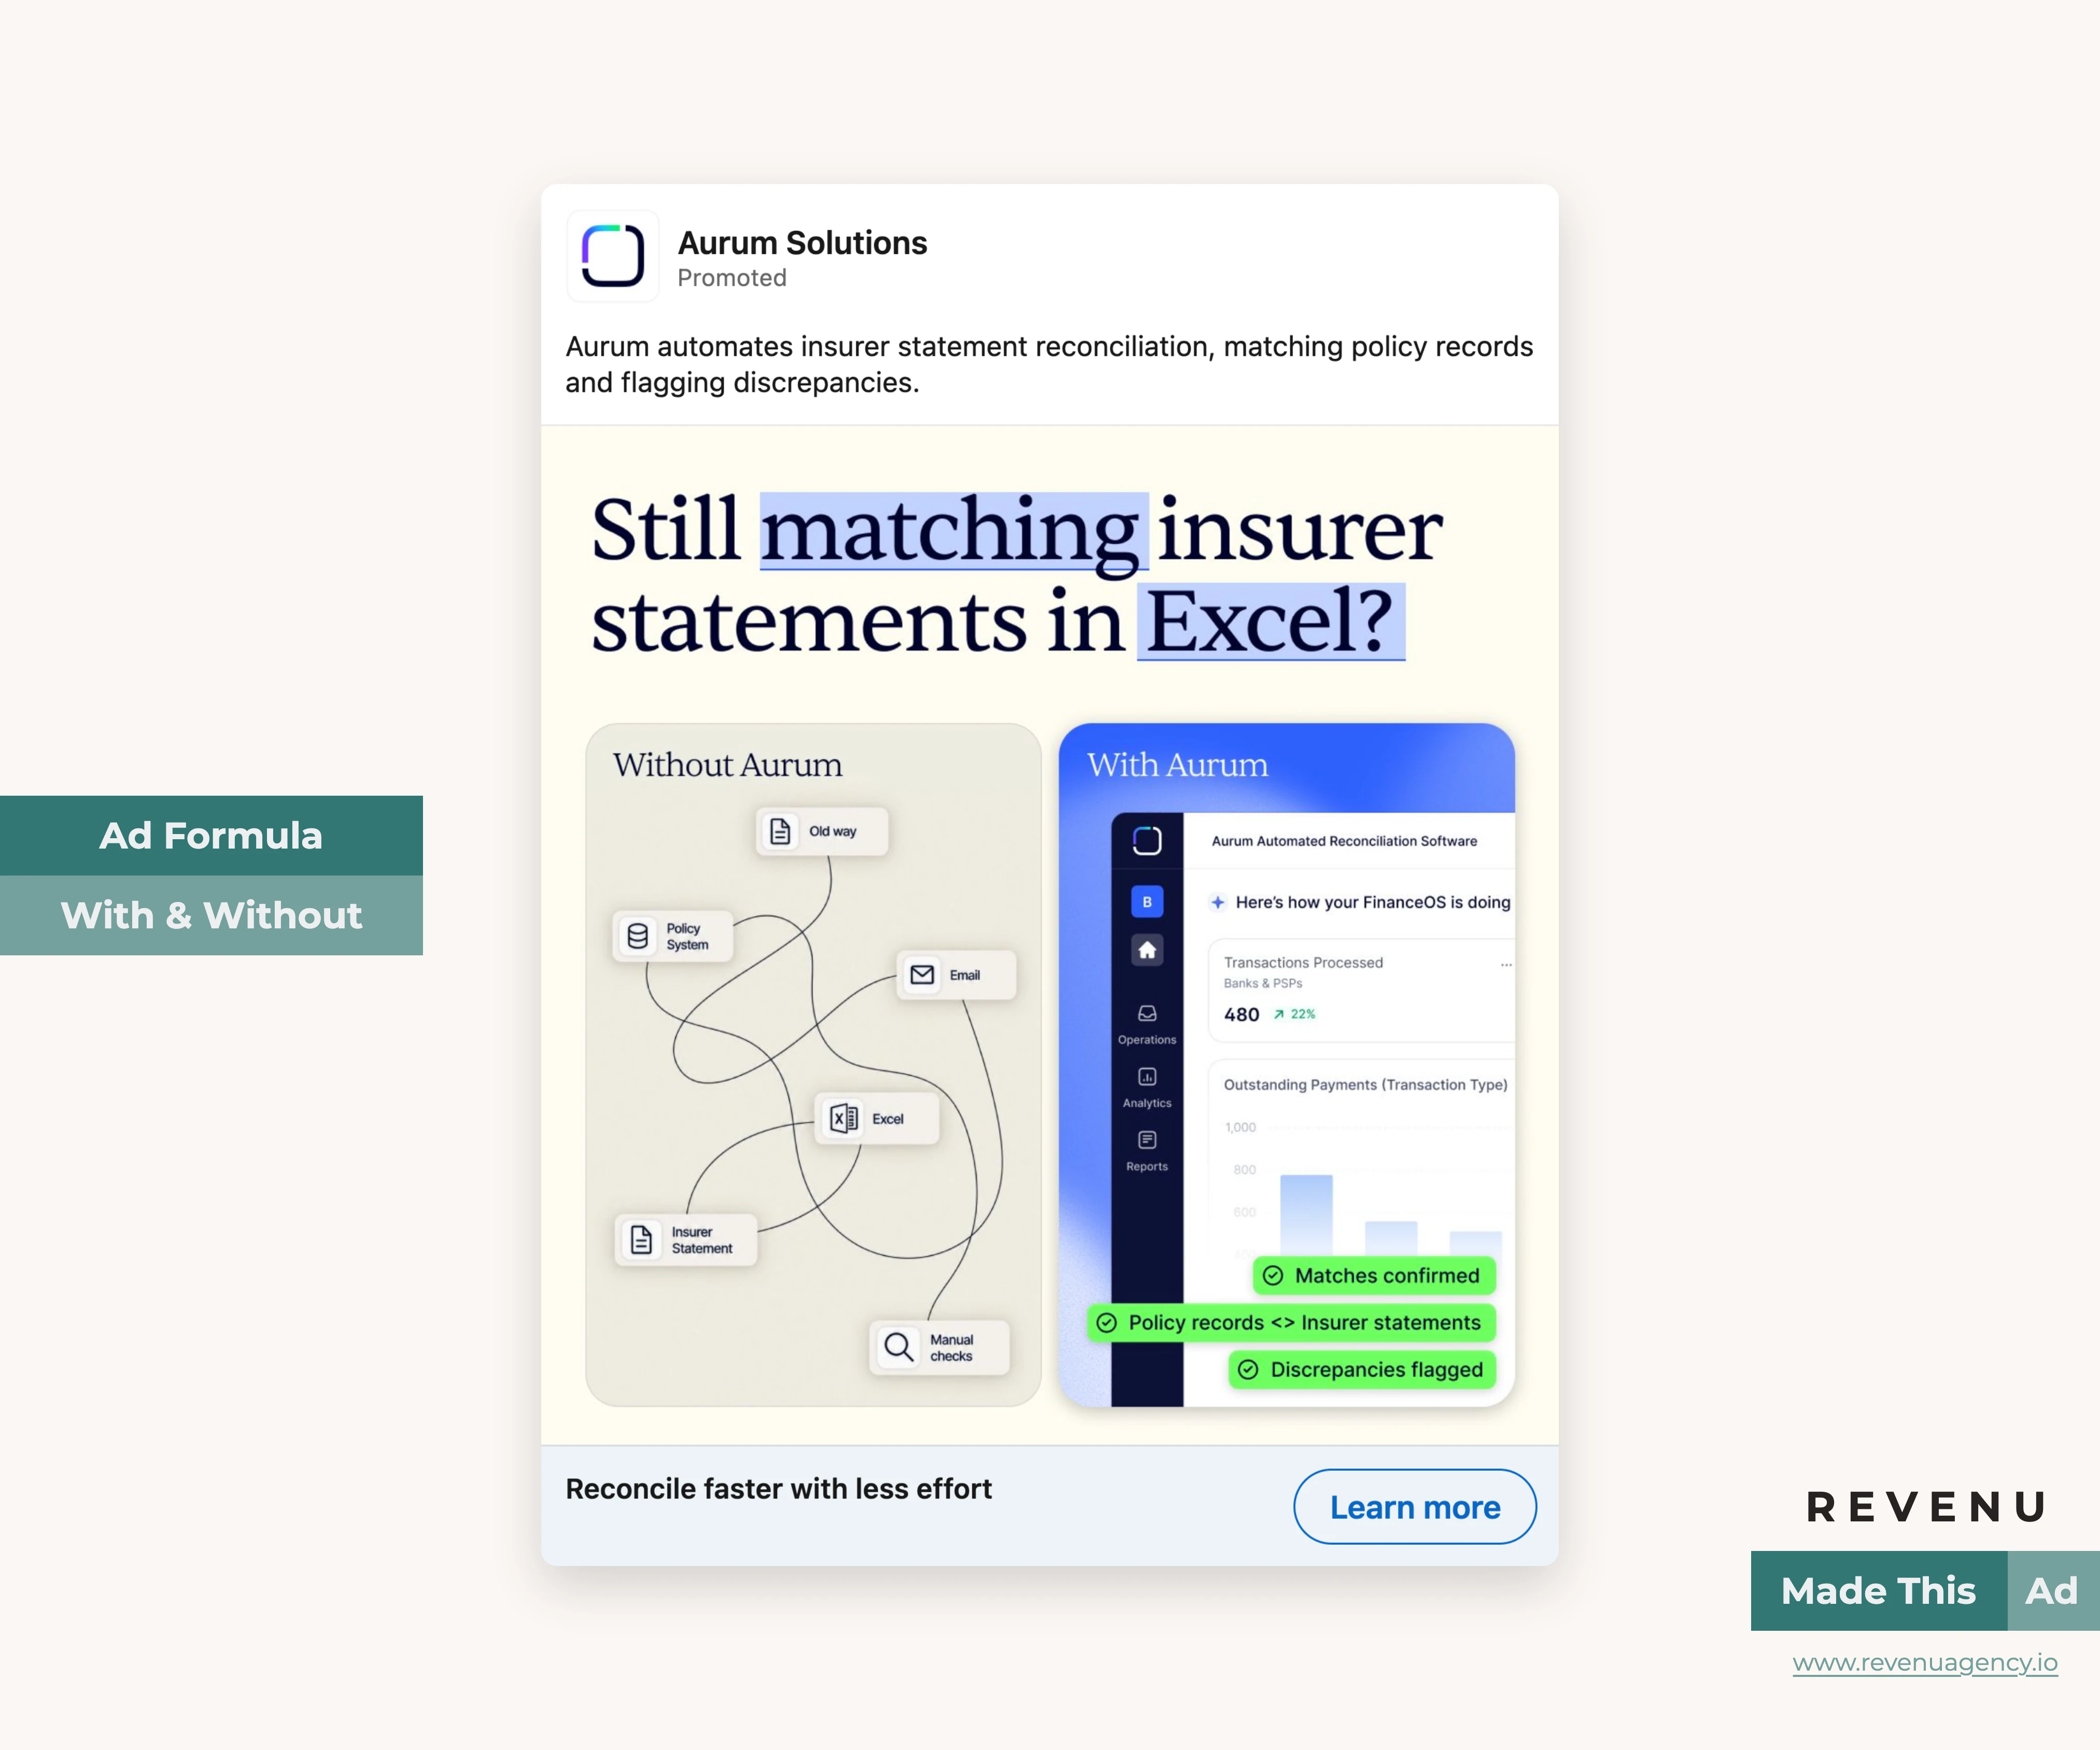 Aurum Solutions
Promoted
Aurum automates insurer statement reconciliation, matching policy records
and flagging discrepancies.
Still matching insurer
statements in Excel?
Ad Formula
With & Without
Without Aurum
Old way
Policy
System
Email
Excel
Insurer
Statement
Manual
checks
With Aurum
Aurum Automated Reconciliation Software
B
Here's how your FinanceOS is doing
Transactions Processed
...
Banks & PSPs
480 22%
Operations
Analytics
Reports
Outstanding Payments (Transaction Type)
1,000
800
600
400
Matches confirmed
Policy records <> Insurer statements
Discrepancies flagged
Reconcile faster with less effort
Learn more
REVENU
Made This Ad
www.revenuagency.io